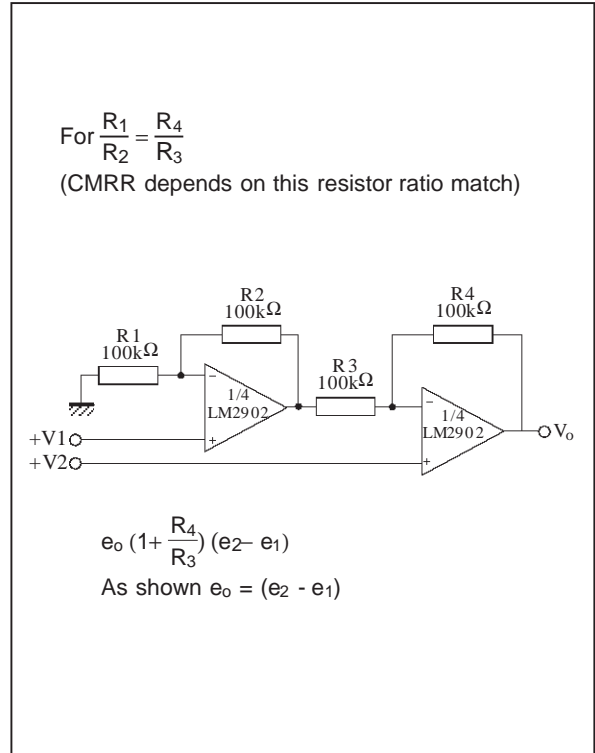 For R1/R2 = R4/R3
(CMRR depends on this resistor ratio match)
R2
100kΩ
R4
100kΩ
R1
100kΩ
R3
100kΩ
−
1/4
LM2902
+
−
1/4
LM2902
+
+V1
+V2
Vo
eo (1+ R4/R3) (e2– e1)
As shown eo = (e2 - e1)